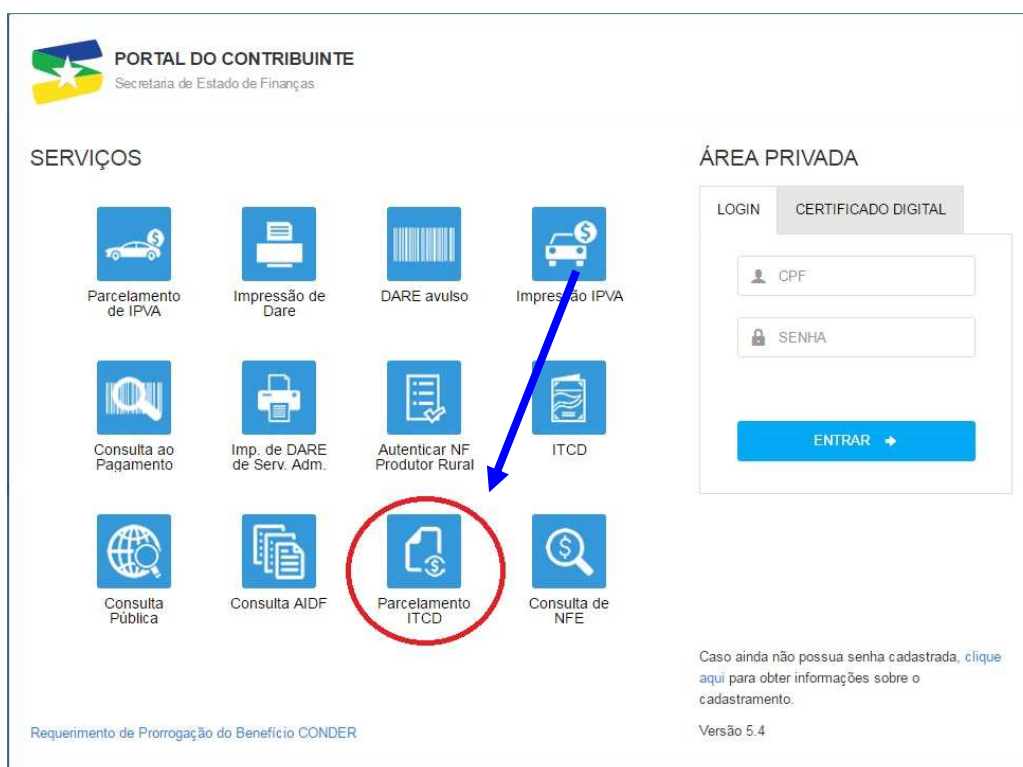 PORTAL DO CONTRIBUINTE
Secretaria de Estado de Finanças
SERVIÇOS
Parcelamento
de IPVA
Impressão de
Dare
DARE avulso
Impressão IPVA
Consulta ao
Pagamento
Imp. de DARE
de Serv. Adm.
Autenticar NF
Produtor Rural
ITCD
Consulta
Pública
Consulta AIDF
Parcelamento
ITCD
Consulta de
NFE
Requerimento de Prorrogação do Benefício CONDER
ÁREA PRIVADA
LOGIN
CERTIFICADO DIGITAL
CPF
SENHA
ENTRAR
Caso ainda não possua senha cadastrada, clique
aqui para obter informações sobre o
cadastramento.
Versão 5.4